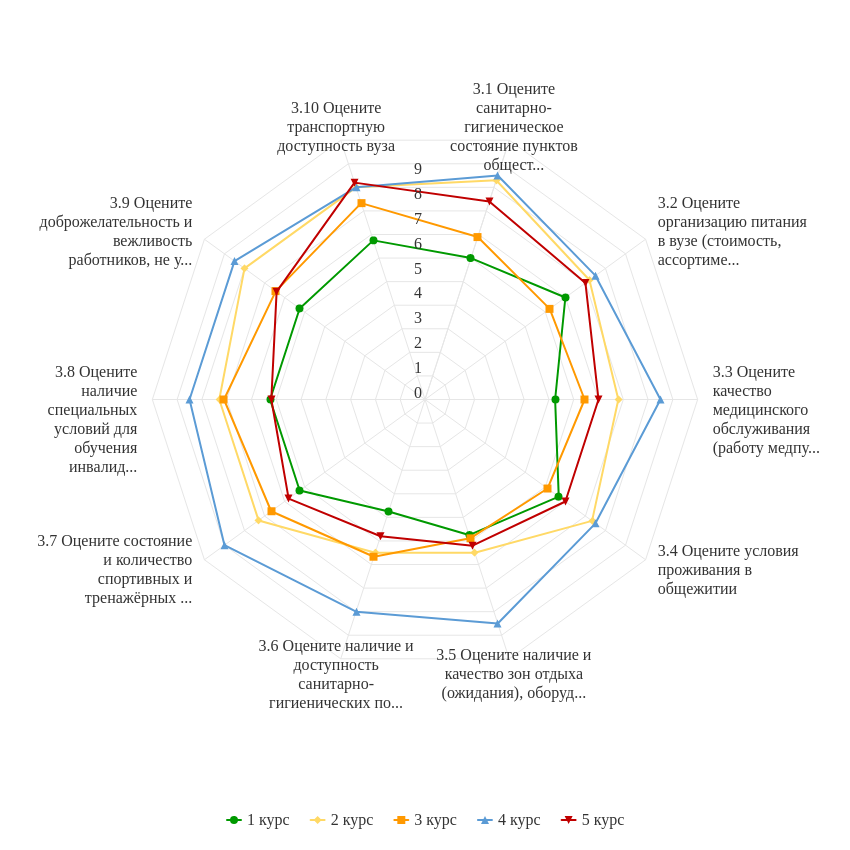 3.1 Оцените
санитарно-
гигиеническое
состояние пунктов
общест...
3.10 Оцените
транспортную
доступность вуза
3.2 Оцените
организацию питания
в вузе (стоимость,
ассортиме...
3.9 Оцените
доброжелательность и
вежливость
работников, не у...
9
8
7
6
5
4
3
2
1
0
3.3 Оцените
качество
медицинского
обслуживания
(работу медпу...
3.8 Оцените
наличие
специальных
условий для
обучения
инвалид...
3.4 Оцените условия
проживания в
общежитии
3.7 Оцените состояние
и количество
спортивных и
тренажёрных ...
3.5 Оцените наличие и
качество зон отдыха
(ожидания), оборуд...
3.6 Оцените наличие и
доступность
санитарно-
гигиенических по...
1 курс 2 курс 3 курс 4 курс 5 курс